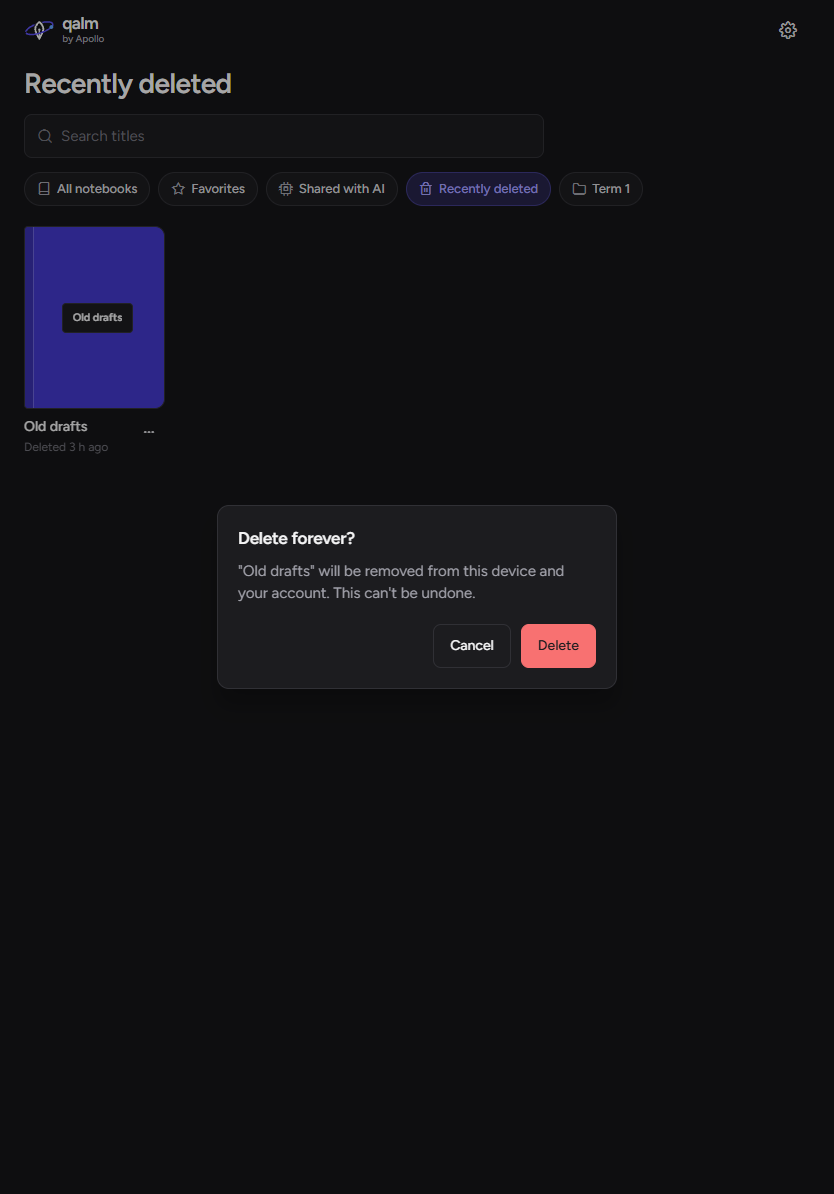 qalm
by Apollo
Recently deleted
Search titles
All notebooks
Favorites
Shared with AI
Recently deleted
Term 1
Old drafts
Old drafts
...
Deleted 3 h ago
Delete forever?
"Old drafts" will be removed from this device and
your account. This can't be undone.
Cancel
Delete